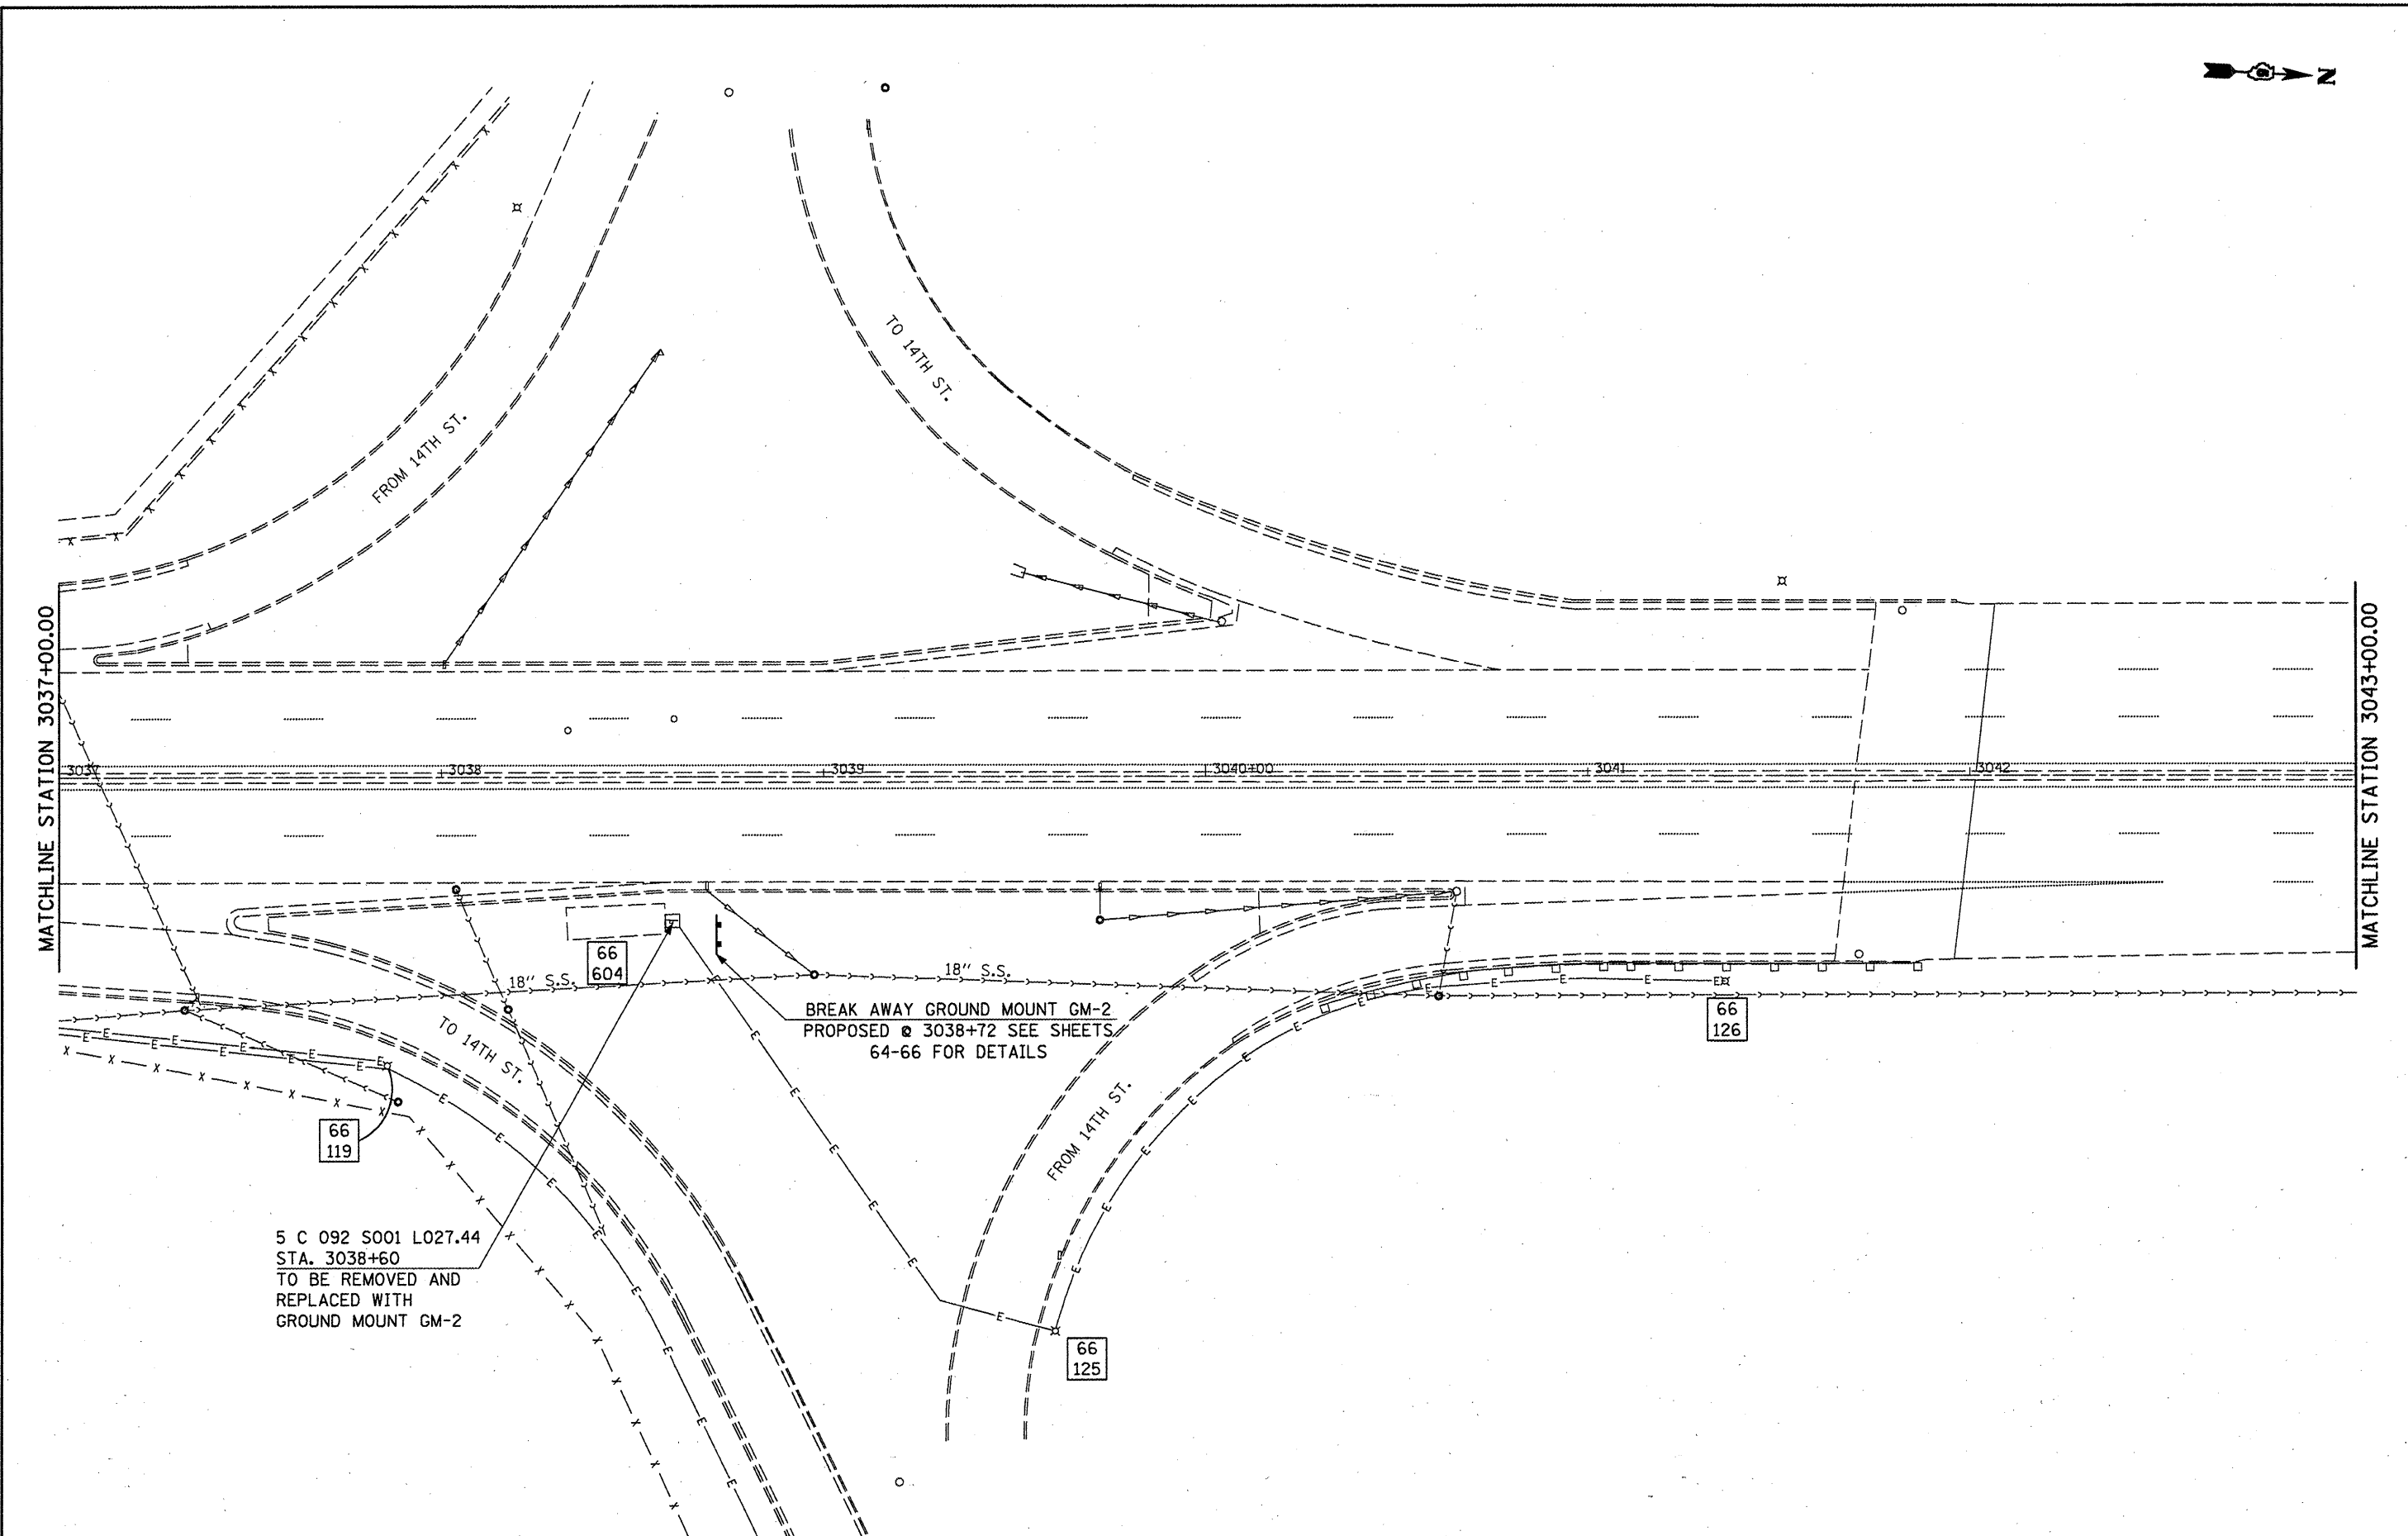 N
TO 14TH ST.
FROM 14TH ST.
MATCHLINE STATION 3037+00.00
MATCHLINE STATION 3043+00.00
3037
3038
3039
3040+00
3041
3042
66
604
18" S.S.
18" S.S.
BREAK AWAY GROUND MOUNT GM-2
PROPOSED @ 3038+72 SEE SHEETS
64-66 FOR DETAILS
66
126
TO 14TH ST.
FROM 14TH ST.
66
119
5 C 092 S001 L027.44
STA. 3038+60
TO BE REMOVED AND
REPLACED WITH
GROUND MOUNT GM-2
66
125